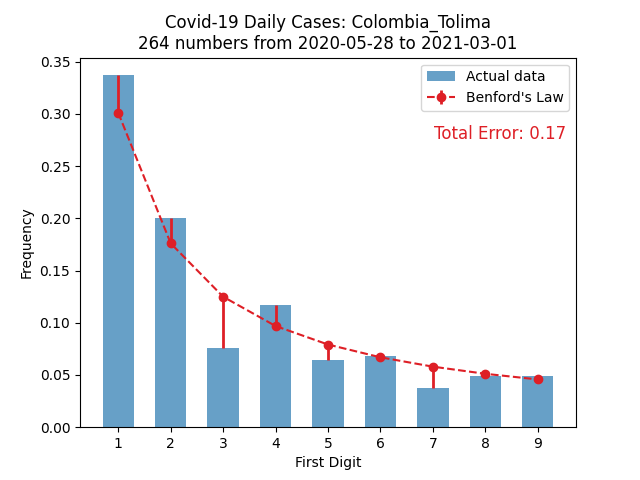 Covid-19 Daily Cases: Colombia_Tolima
264 numbers from 2020-05-28 to 2021-03-01
Actual data
Benford's Law
Total Error: 0.17
Frequency
0.35
0.30
0.25
0.20
0.15
0.10
0.05
0.00
1 2 3 4 5 6 7 8 9
First Digit